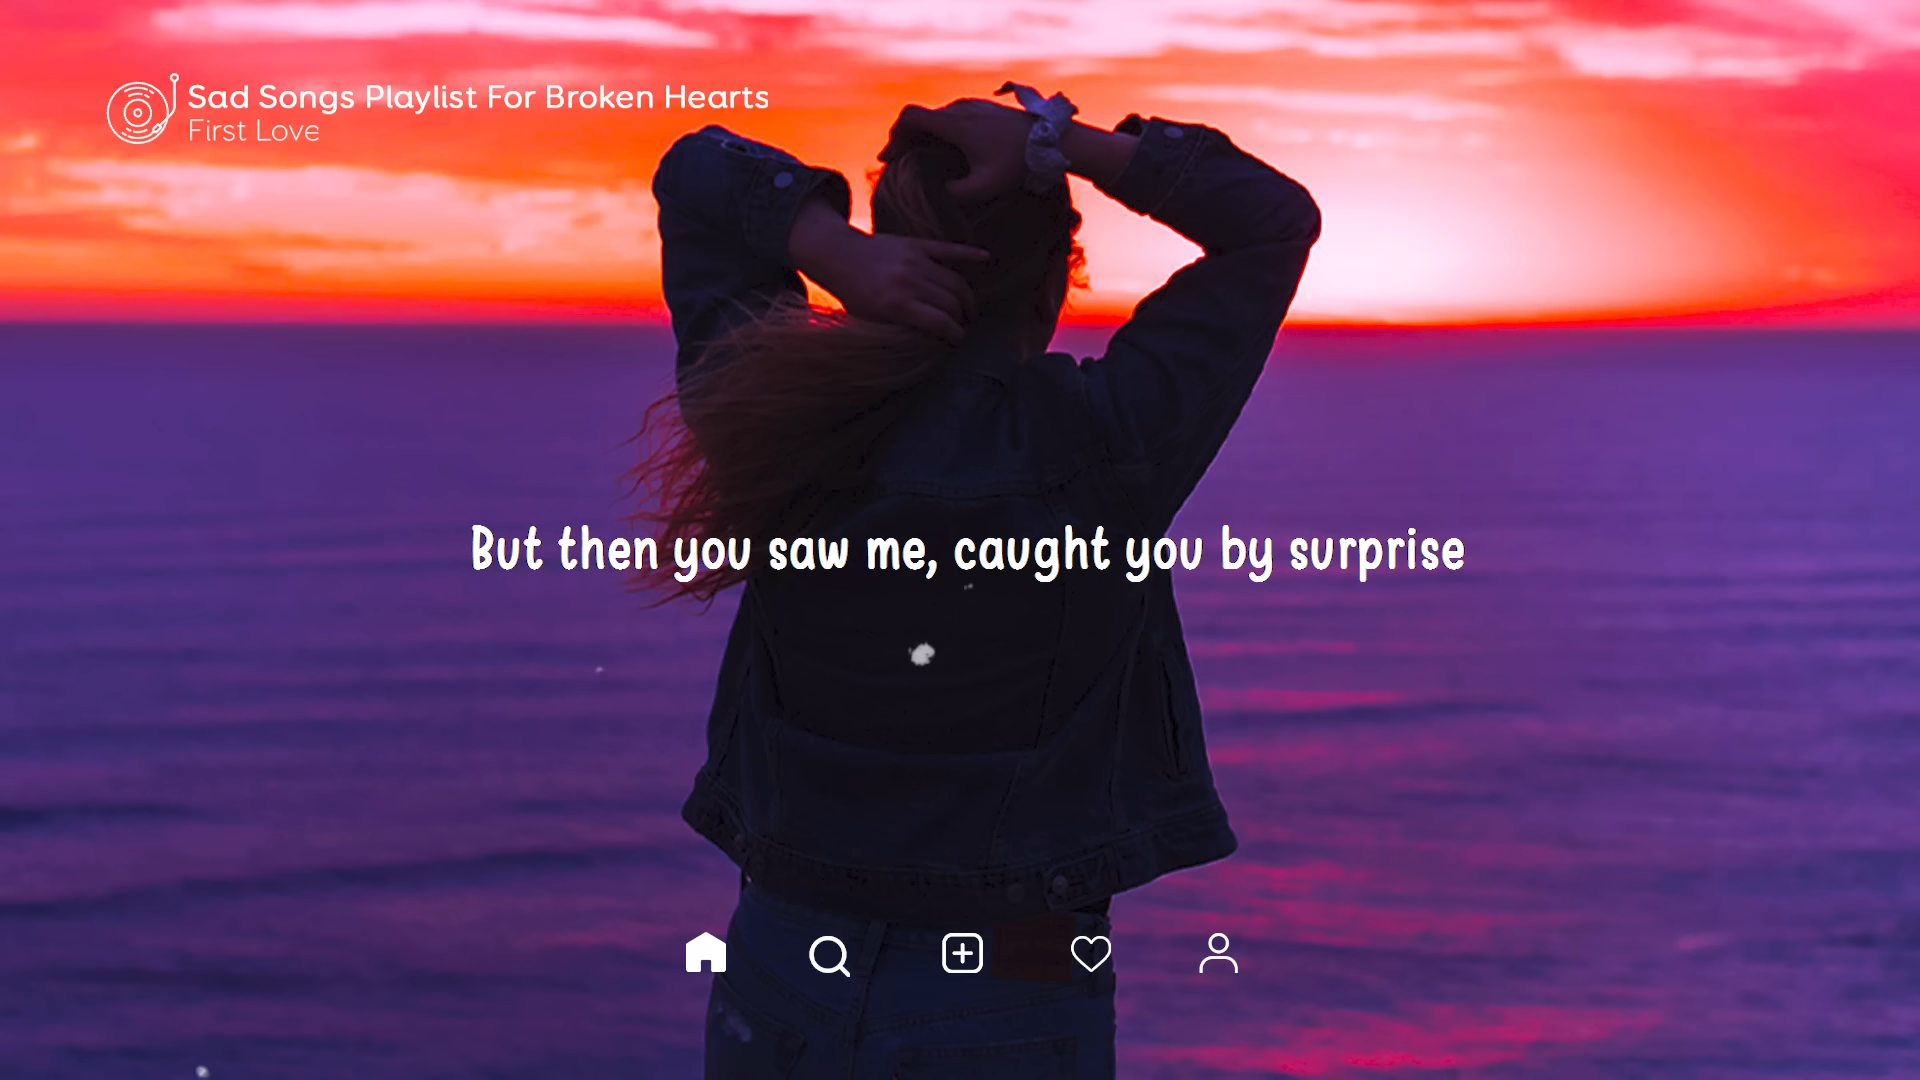 Sad Songs Playlist For Broken Hearts
First Love
But then you saw me, caught you by surprise